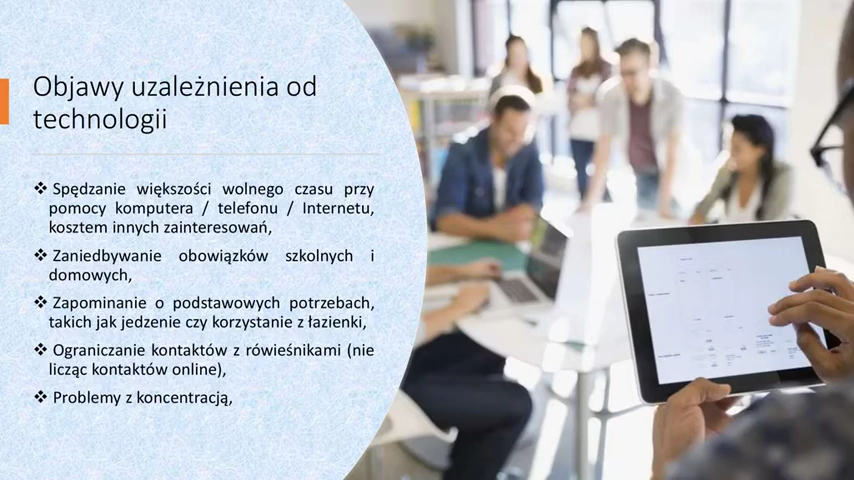 Objawy uzależnienia od
technologii
❖ Spędzanie większości wolnego czasu przy
pomocy komputera / telefonu / Internetu,
kosztem innych zainteresowań,
❖ Zaniedbywanie obowiązków szkolnych i
domowych,
❖ Zapominanie o podstawowych potrzebach,
takich jak jedzenie czy korzystanie z łazienki,
❖ Ograniczanie kontaktów z rówieśnikami (nie
licząc kontaktów online),
❖ Problemy z koncentracją,